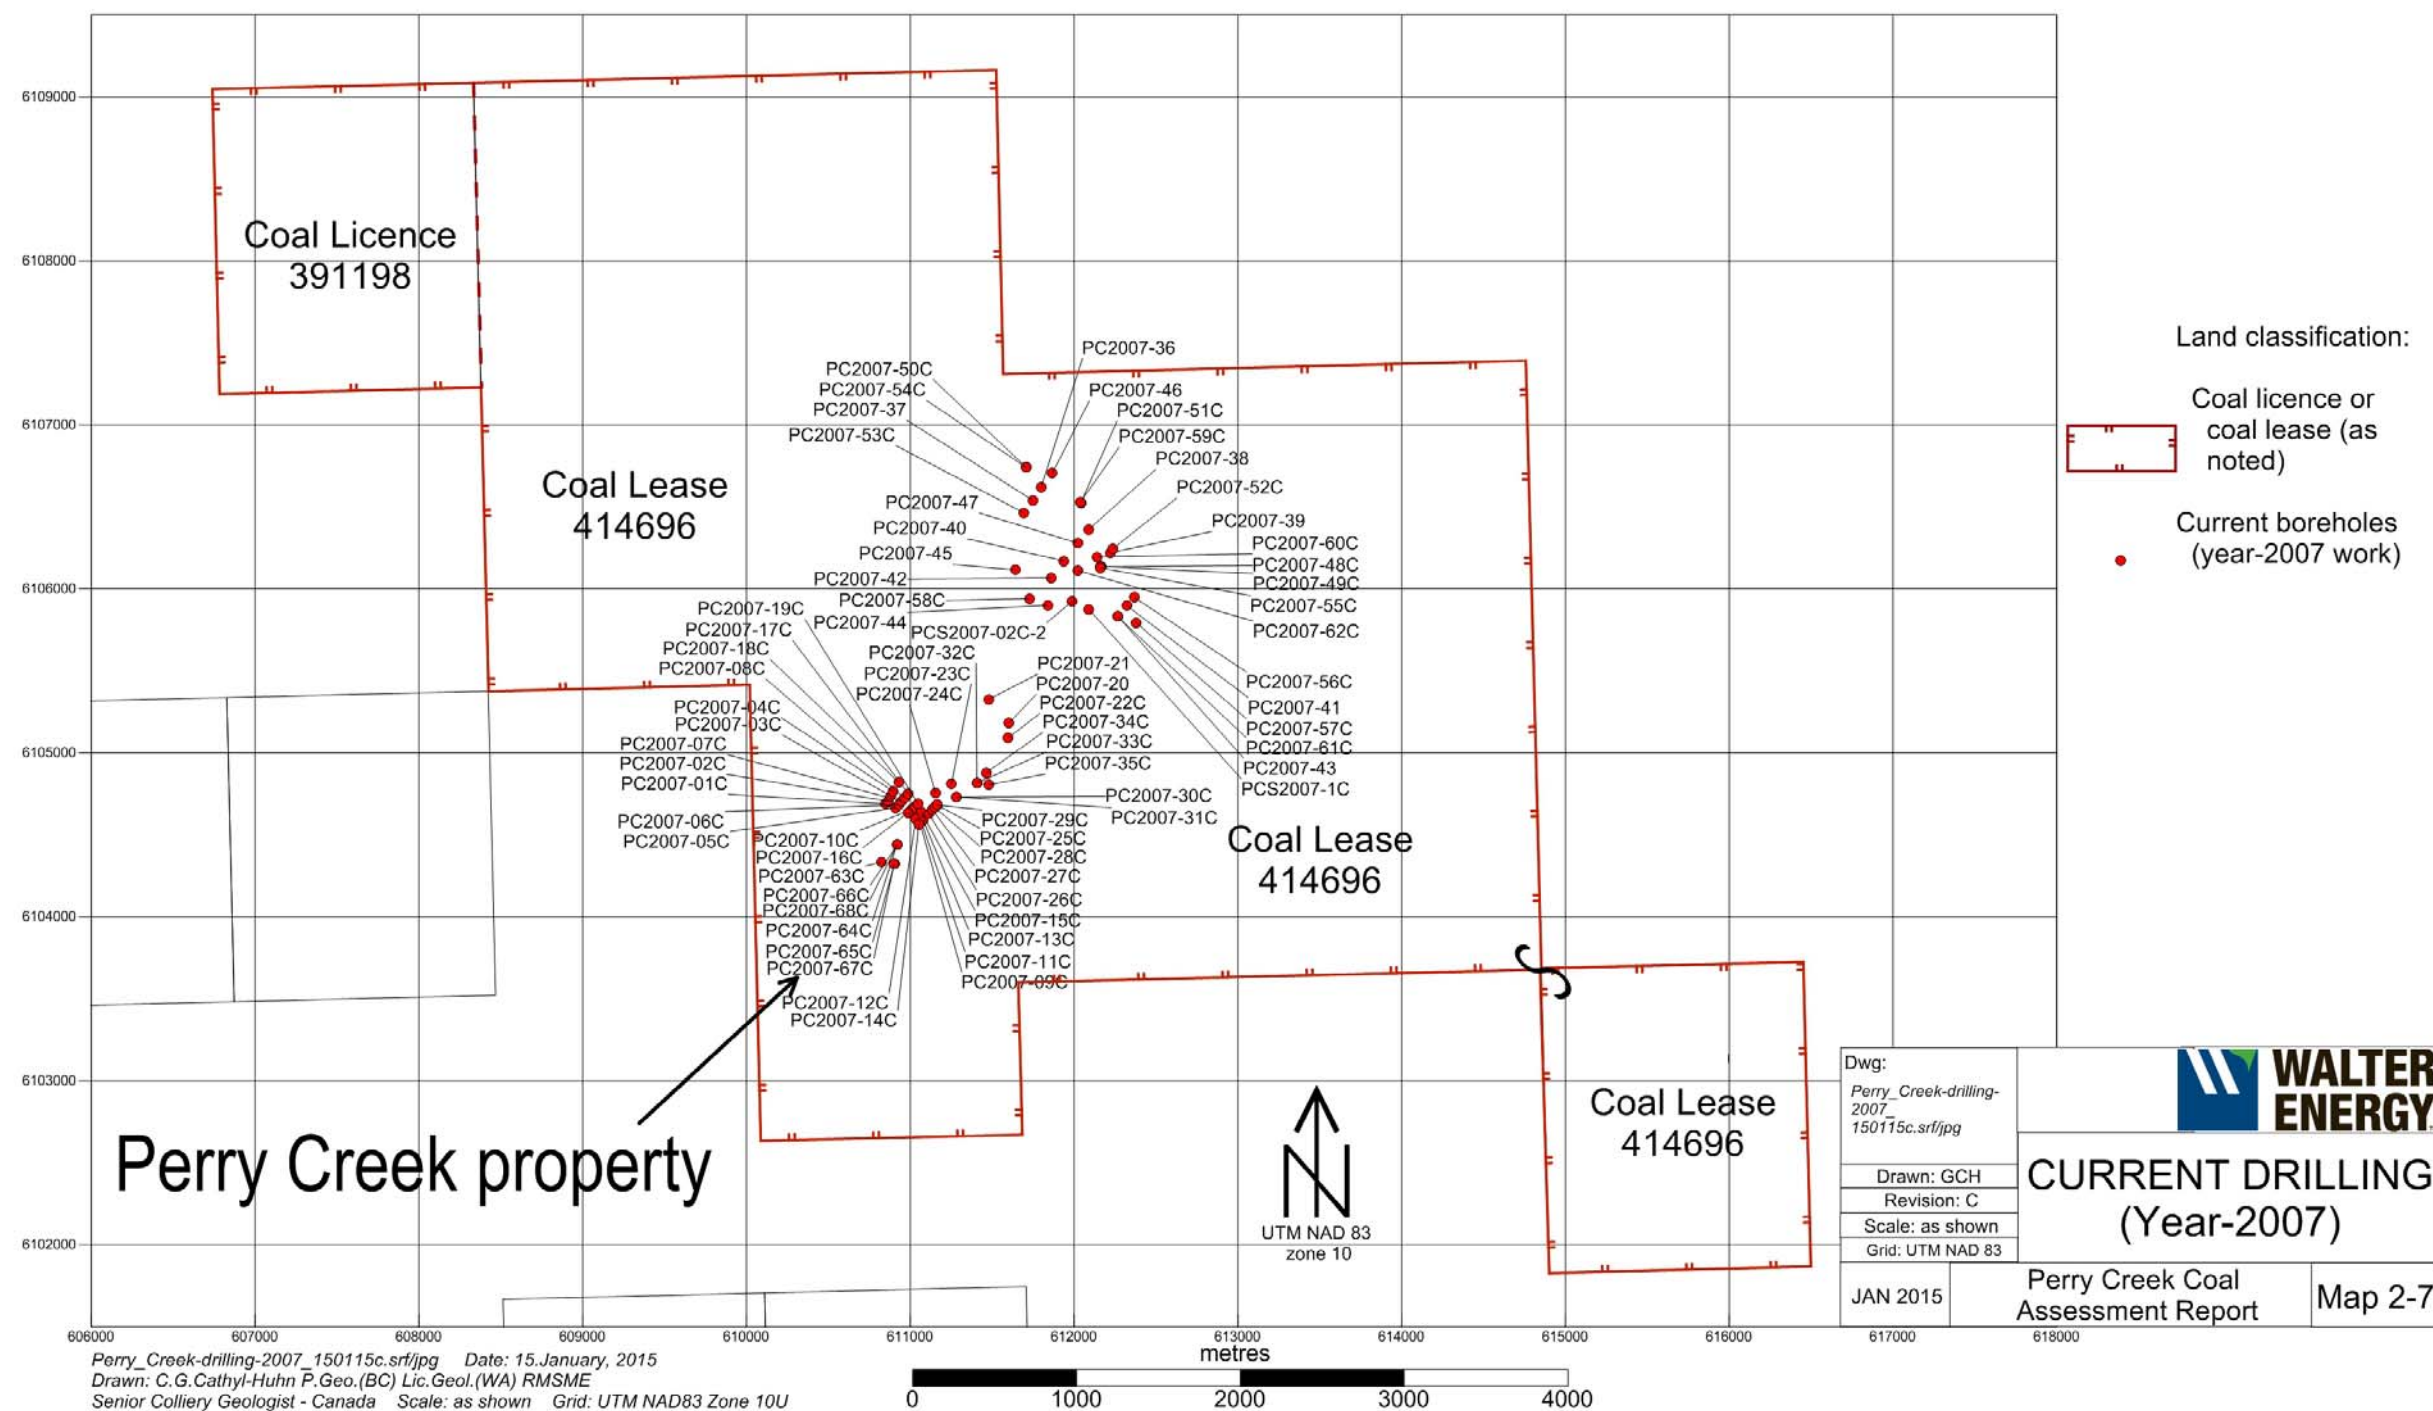 6109000
6108000
6107000
6106000
6105000
6104000
6103000
6102000
Coal Licence
391198
Coal Lease
414696
PC2007-36
PC2007-50C
PC2007-54C
PC2007-37
PC2007-53C
PC2007-46
PC2007-51C
PC2007-59C
PC2007-38
PC2007-52C
PC2007-47
PC2007-40
PC2007-45
PC2007-42
PC2007-58C
PC2007-44
PCS2007-02C-2
PC2007-39
PC2007-60C
PC2007-48C
PC2007-49C
PC2007-55C
PC2007-62C
PC2007-19C
PC2007-17C
PC2007-18C
PC2007-08C
PC2007-32C
PC2007-23C
PC2007-24C
PC2007-21
PC2007-20
PC2007-22C
PC2007-34C
PC2007-33C
PC2007-35C
PC2007-56C
PC2007-41
PC2007-57C
PC2007-61C
PC2007-43
PCS2007-1C
PC2007-04C
PC2007-03C
PC2007-07C
PC2007-02C
PC2007-01C
PC2007-06C
PC2007-05C
PC2007-30C
PC2007-31C
PC2007-10C
PC2007-16C
PC2007-63C
PC2007-66C
PC2007-68C
PC2007-64C
PC2007-65C
PC2007-67C
PC2007-12C
PC2007-14C
PC2007-29C
PC2007-25C
PC2007-28C
PC2007-27C
PC2007-26C
PC2007-15C
PC2007-13C
PC2007-11C
PC2007-09C
Coal Lease
414696
Coal Lease
414696
Perry Creek property
UTM NAD 83
zone 10
Land classification:
Coal licence or
coal lease (as
noted)
Current boreholes
(year-2007 work)
Dwg:
Perry_Creek-drilling-
2007_
150115c.srf/jpg
Drawn: GCH
Revision: C
Scale: as shown
Grid: UTM NAD 83
JAN 2015
WALTER
ENERGY
CURRENT DRILLING
(Year-2007)
Perry Creek Coal
Assessment Report
Map 2-7
606000 607000 608000 609000 610000 611000 612000 613000 614000 615000 616000 617000 618000
metres
0 1000 2000 3000 4000
Perry_Creek-drilling-2007_150115c.srf/jpg Date: 15.January, 2015
Drawn: C.G.Cathyl-Huhn P.Geo.(BC) Lic.Geol.(WA) RMSME
Senior Colliery Geologist - Canada Scale: as shown Grid: UTM NAD83 Zone 10U